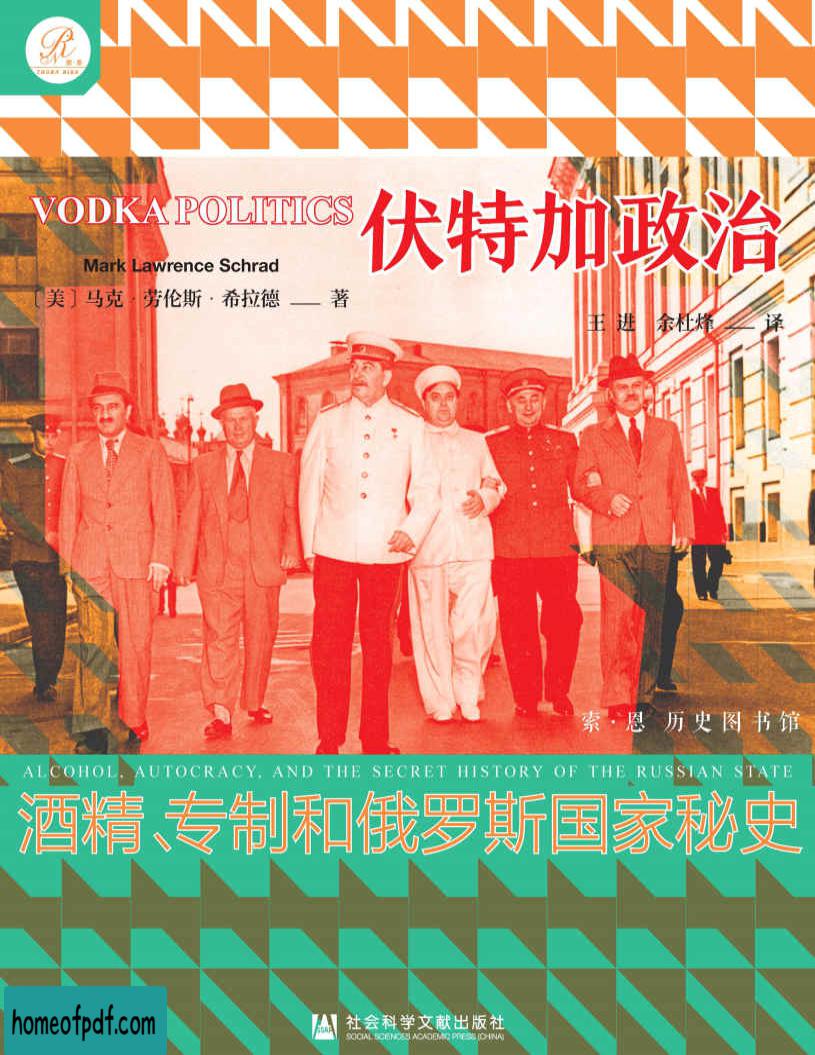 VODKA POLITICS
伏特加政治
Mark Lawrence Schrad
〔美〕马克·劳伦斯·希拉德 —— 著
王 进 余杜烽 —— 译
索·恩 历史图书馆
ALCOHOL, AUTOCRACY, AND THE SECRET HISTORY OF THE RUSSIAN STATE
酒精、专制和俄罗斯国家秘史
homeofpdf.com
社会科学文献出版社
SOCIAL SCIENCES ACADEMIC PRESS (CHINA)